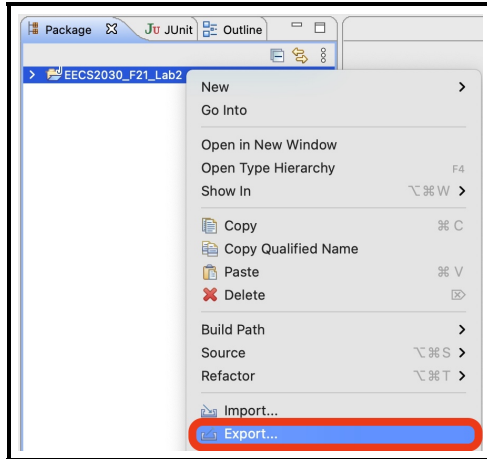 Package JUnit Outline
EECS2030_F21_Lab2
New
Go Into
Open in New Window
Open Type Hierarchy F4
Show In ⌥⌘W
Copy ⌘C
Copy Qualified Name
Paste ⌘V
Delete ⌦
Build Path
Source ⌥⌘S
Refactor ⌥⌘T
Import...
Export...